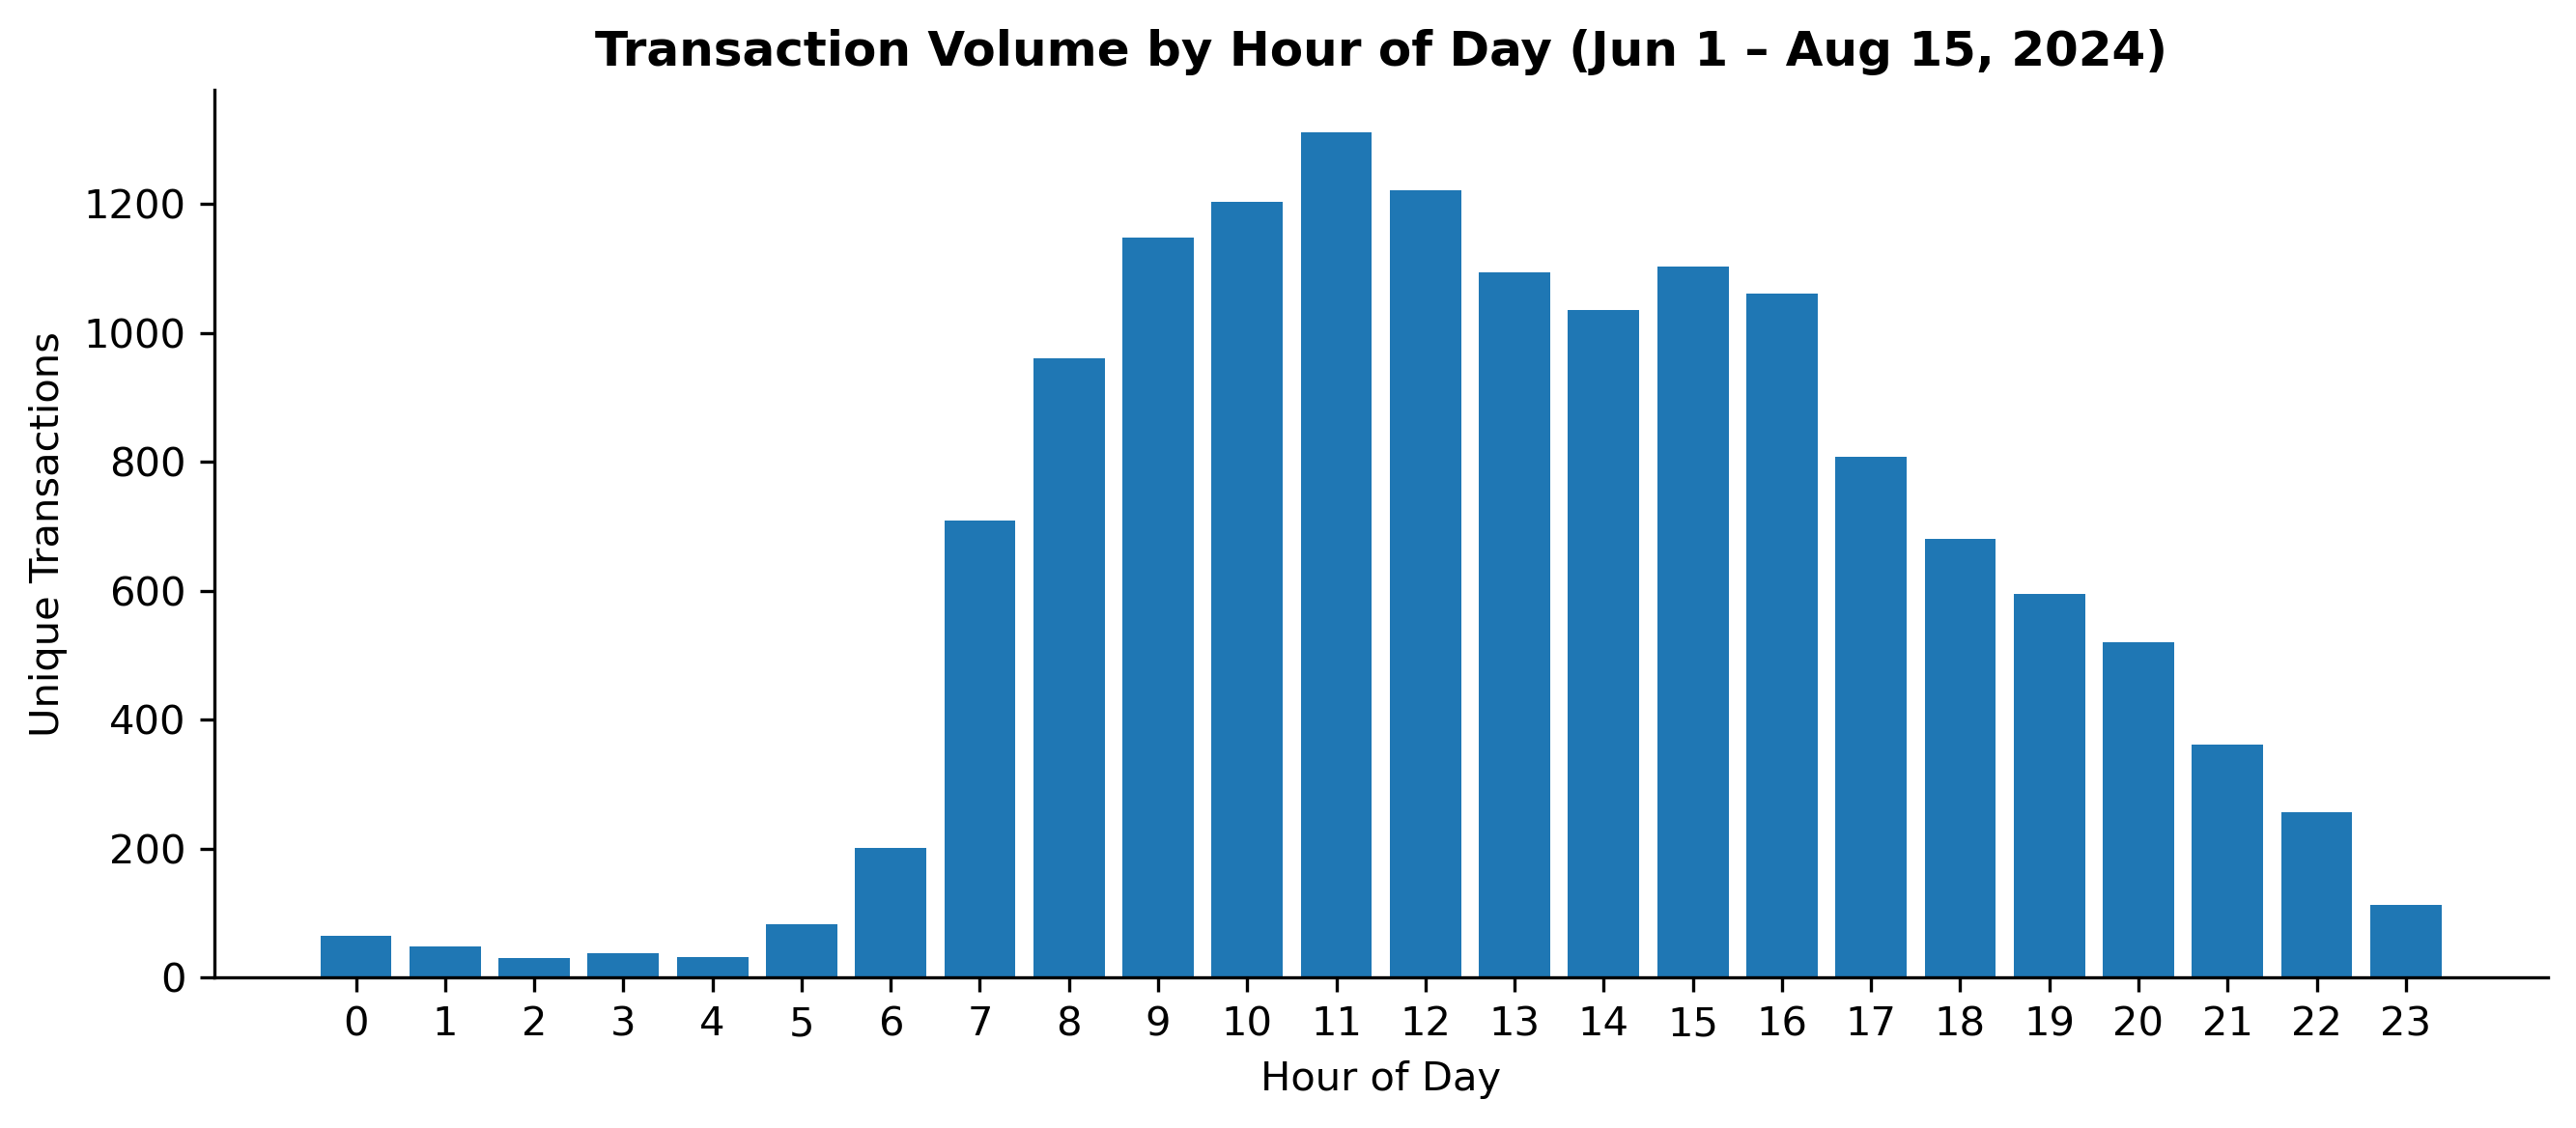 Transaction Volume by Hour of Day (Jun 1 – Aug 15, 2024)
Unique Transactions
1200
1000
800
600
400
200
0
0 1 2 3 4 5 6 7 8 9 10 11 12 13 14 15 16 17 18 19 20 21 22 23
Hour of Day